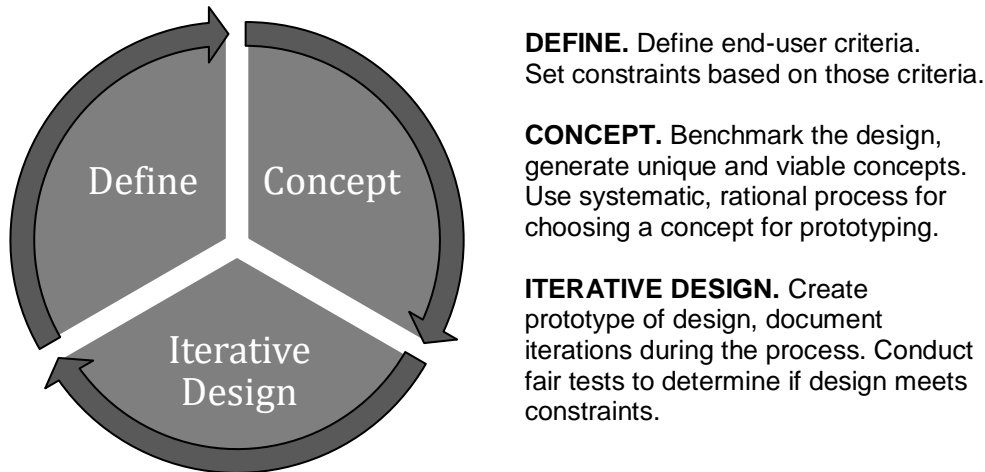 Define
Concept
Iterative
Design
DEFINE. Define end-user criteria.
Set constraints based on those criteria.
CONCEPT. Benchmark the design,
generate unique and viable concepts.
Use systematic, rational process for
choosing a concept for prototyping.
ITERATIVE DESIGN. Create
prototype of design, document
iterations during the process. Conduct
fair tests to determine if design meets
constraints.